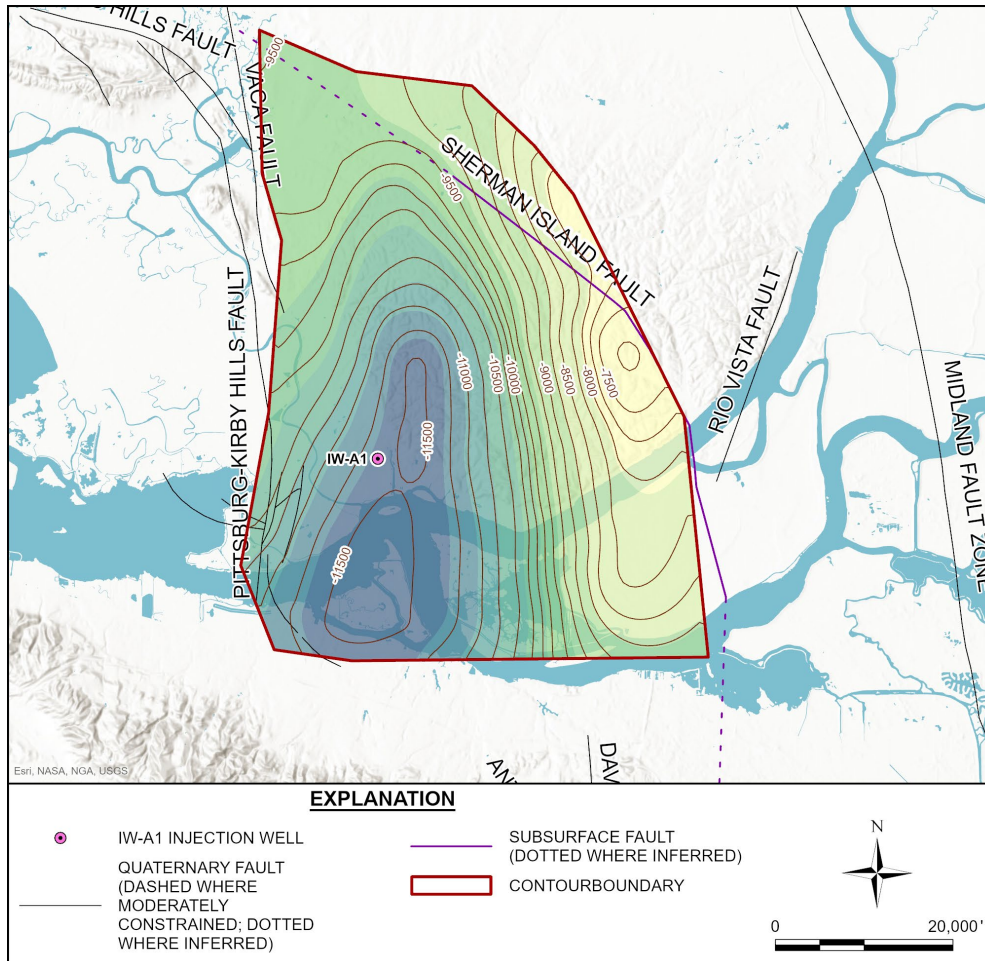 HILLS FAULT
VACA FAULT
-9500
SHERMAN ISLAND FAULT
-9500
PITTSBURG-KIRBY HILLS FAULT
RIO VISTA FAULT
MIDLAND FAULT ZONE
-11000
-10500
-10000
-9000
-8500
-8000
-7500
-11500
IW-A1
-11500
DAV
AN
Esri, NASA, NGA, USGS
EXPLANATION
IW-A1 INJECTION WELL
QUATERNARY FAULT
(DASHED WHERE
MODERATELY
CONSTRAINED; DOTTED
WHERE INFERRED)
SUBSURFACE FAULT
(DOTTED WHERE INFERRED)
CONTOURBOUNDARY
N
0 20,000'